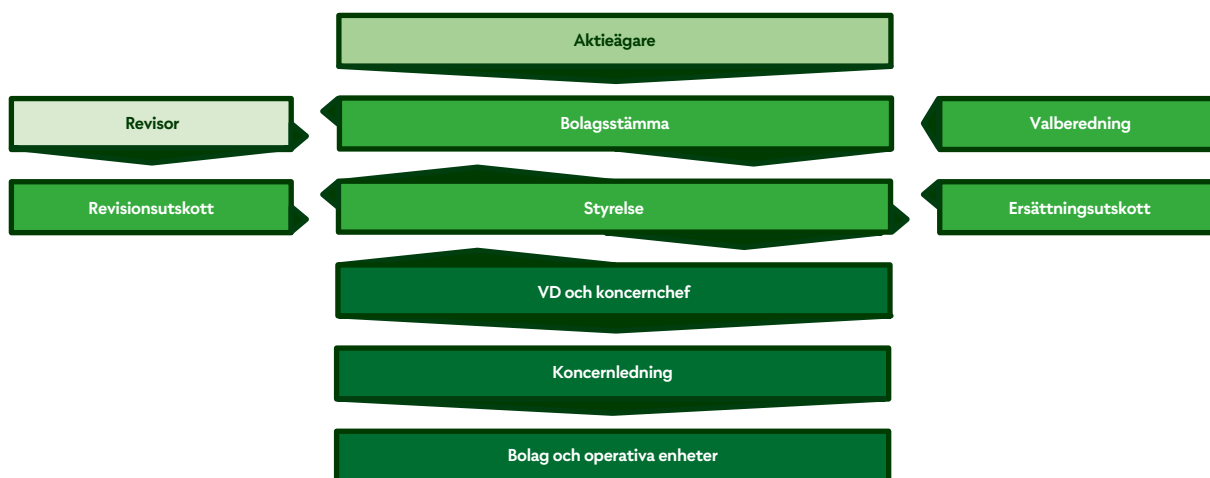 Aktieägare
Revisor
Bolagsstämma
Valberedning
Revisionsutskott
Styrelse
Ersättningsutskott
VD och koncernchef
Koncernledning
Bolag och operativa enheter